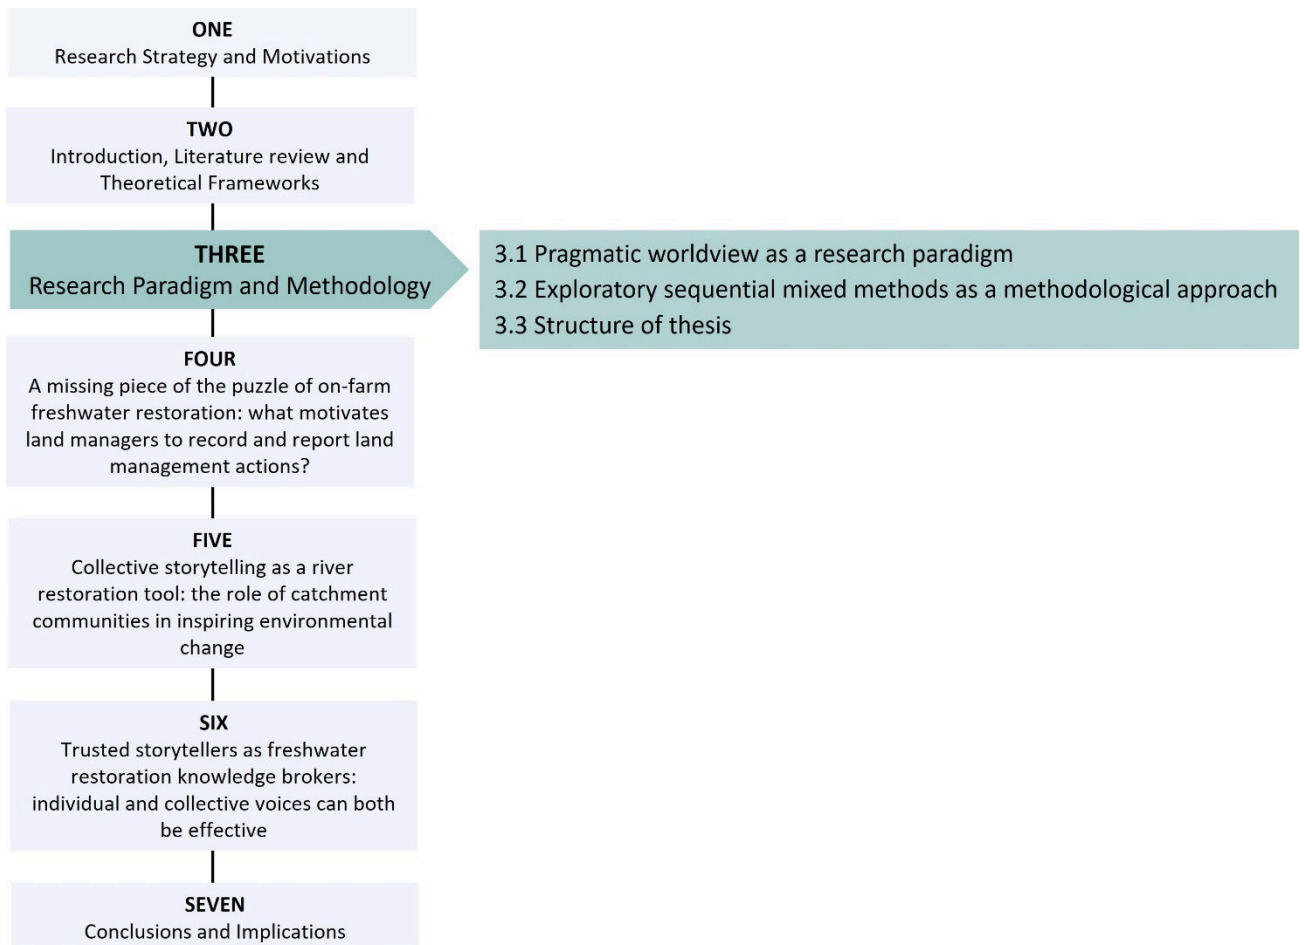 ONE
Research Strategy and Motivations
TWO
Introduction, Literature review and
Theoretical Frameworks
THREE
Research Paradigm and Methodology
3.1 Pragmatic worldview as a research paradigm
3.2 Exploratory sequential mixed methods as a methodological approach
3.3 Structure of thesis
FOUR
A missing piece of the puzzle of on-farm
freshwater restoration: what motivates
land managers to record and report land
management actions?
FIVE
Collective storytelling as a river
restoration tool: the role of catchment
communities in inspiring environmental
change
SIX
Trusted storytellers as freshwater
restoration knowledge brokers:
individual and collective voices can both
be effective
SEVEN
Conclusions and Implications